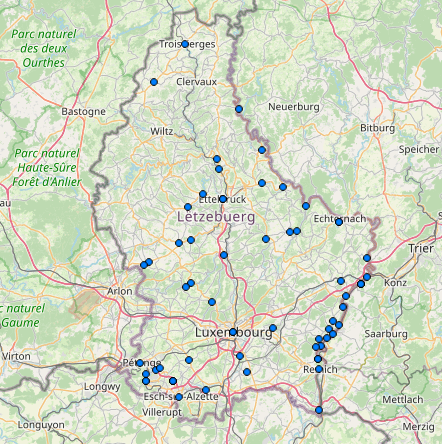 Parc naturel
des deux
Ourthes
Troisvierges
Clervaux
Bastogne
Neuerburg
Wiltz
Bitburg
Speicher
Parc naturel
Haute-Sûre
Forêt d'Anlier
Ettelbruck
Lëtzebuerg
Echternach
Trier
Arlon
Konz
Gaume
Luxembourg
Saarburg
Virton
Pétange
Remich
Longwy
Esch-sur-Alzette
Mettlach
Villerupt
Longuyon
Merzig